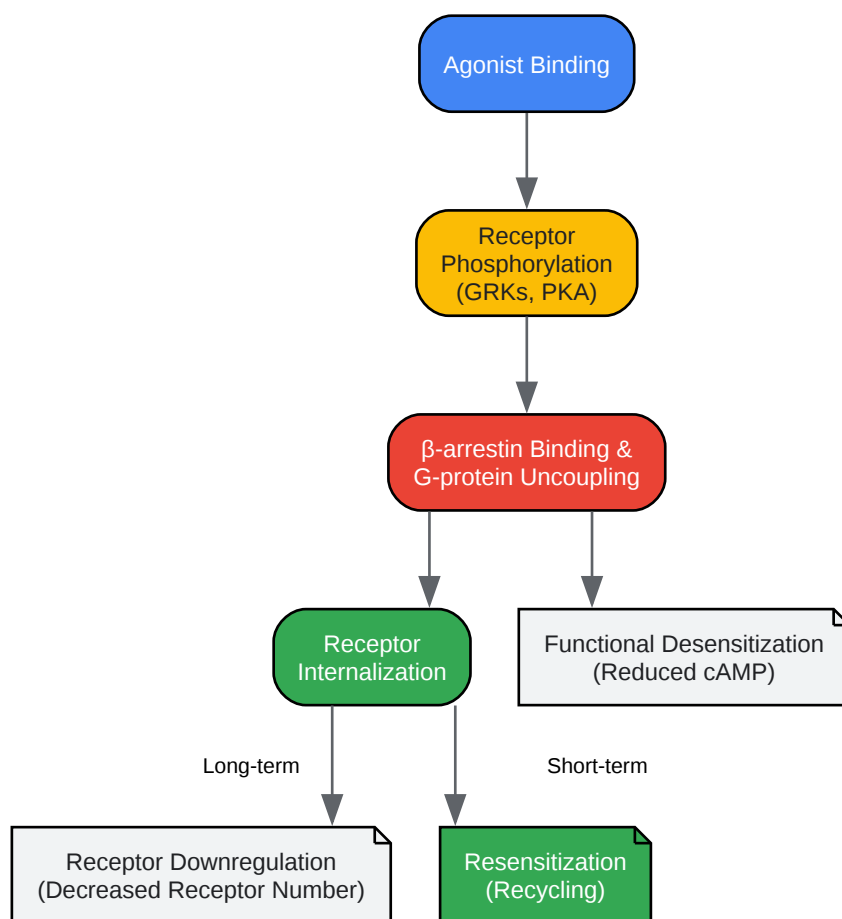 Agonist Binding
Receptor
Phosphorylation
(GRKs, PKA)
β-arrestin Binding &
G-protein Uncoupling
Receptor
Internalization
Functional Desensitization
(Reduced cAMP)
Long-term
Short-term
Receptor Downregulation
(Decreased Receptor Number)
Resensitization
(Recycling)